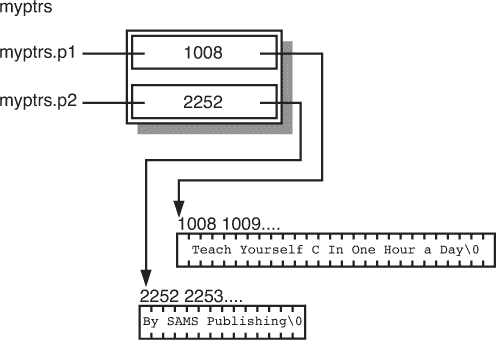 myptrs
myptrs.p1 1008
myptrs.p2 2252
1008 1009....
Teach Yourself C In One Hour a Day\0
2252 2253....
By SAMS Publishing\0